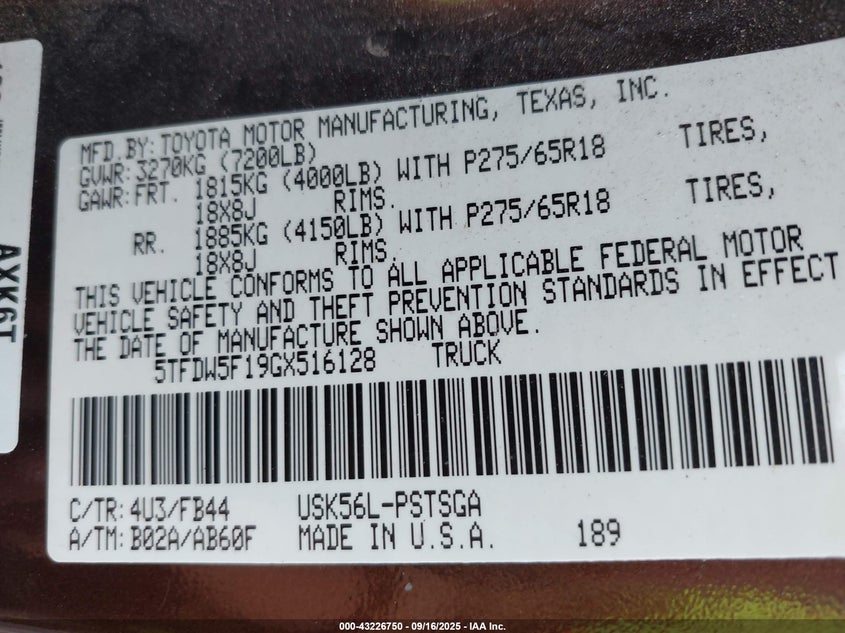 MFD.BY: TOYOTA MOTOR MANUFACTURING, TEXAS, INC.
GVWR: 3270KG (7200LB)
GAWR: FRT. 1815KG (4000LB) WITH P275/65R18 TIRES,
18X8J RIMS.
RR. 1885KG (4150LB) WITH P275/65R18 TIRES,
18X8J RIMS.
THIS VEHICLE CONFORMS TO ALL APPLICABLE FEDERAL MOTOR
VEHICLE SAFETY AND THEFT PREVENTION STANDARDS IN EFFECT
THE DATE OF MANUFACTURE SHOWN ABOVE.
5TFDW5F19GX516128 TRUCK
C/TR: 4U3/FB44 USK56L-PSTSGA
A/TM: B02A/AB60F MADE IN U.S.A. 189
AXK6T
000-43226750 - 09/16/2025 - IAA Inc.